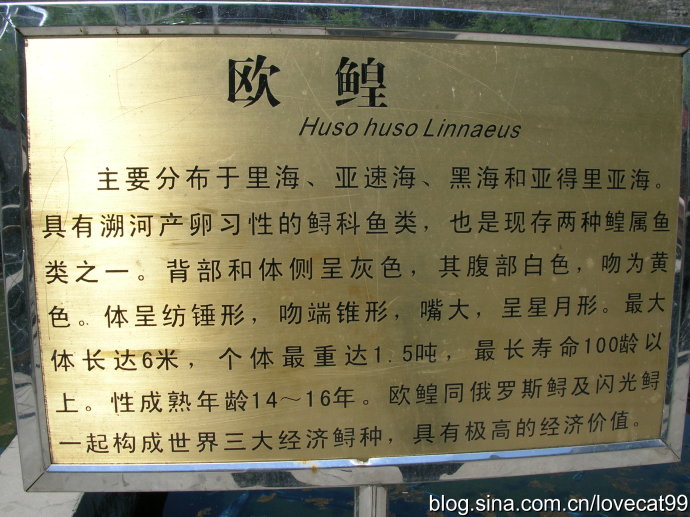 欧 鳇
Huso huso Linnaeus
主要分布于里海、亚速海、黑海和亚得里亚海。
具有溯河产卵习性的鲟科鱼类，也是现存两种鳇属鱼
类之一。背部和体侧呈灰色，其腹部白色，吻为黄
色。体呈纺锤形，吻端锥形，嘴大，呈星月形。最大
体长达6米，个体最重达1.5吨，最长寿命100龄以
上。性成熟年龄14～16年。欧鳇同俄罗斯鲟及闪光鲟
一起构成世界三大经济鲟种，具有极高的经济价值。
blog.sina.com.cn/lovecat99